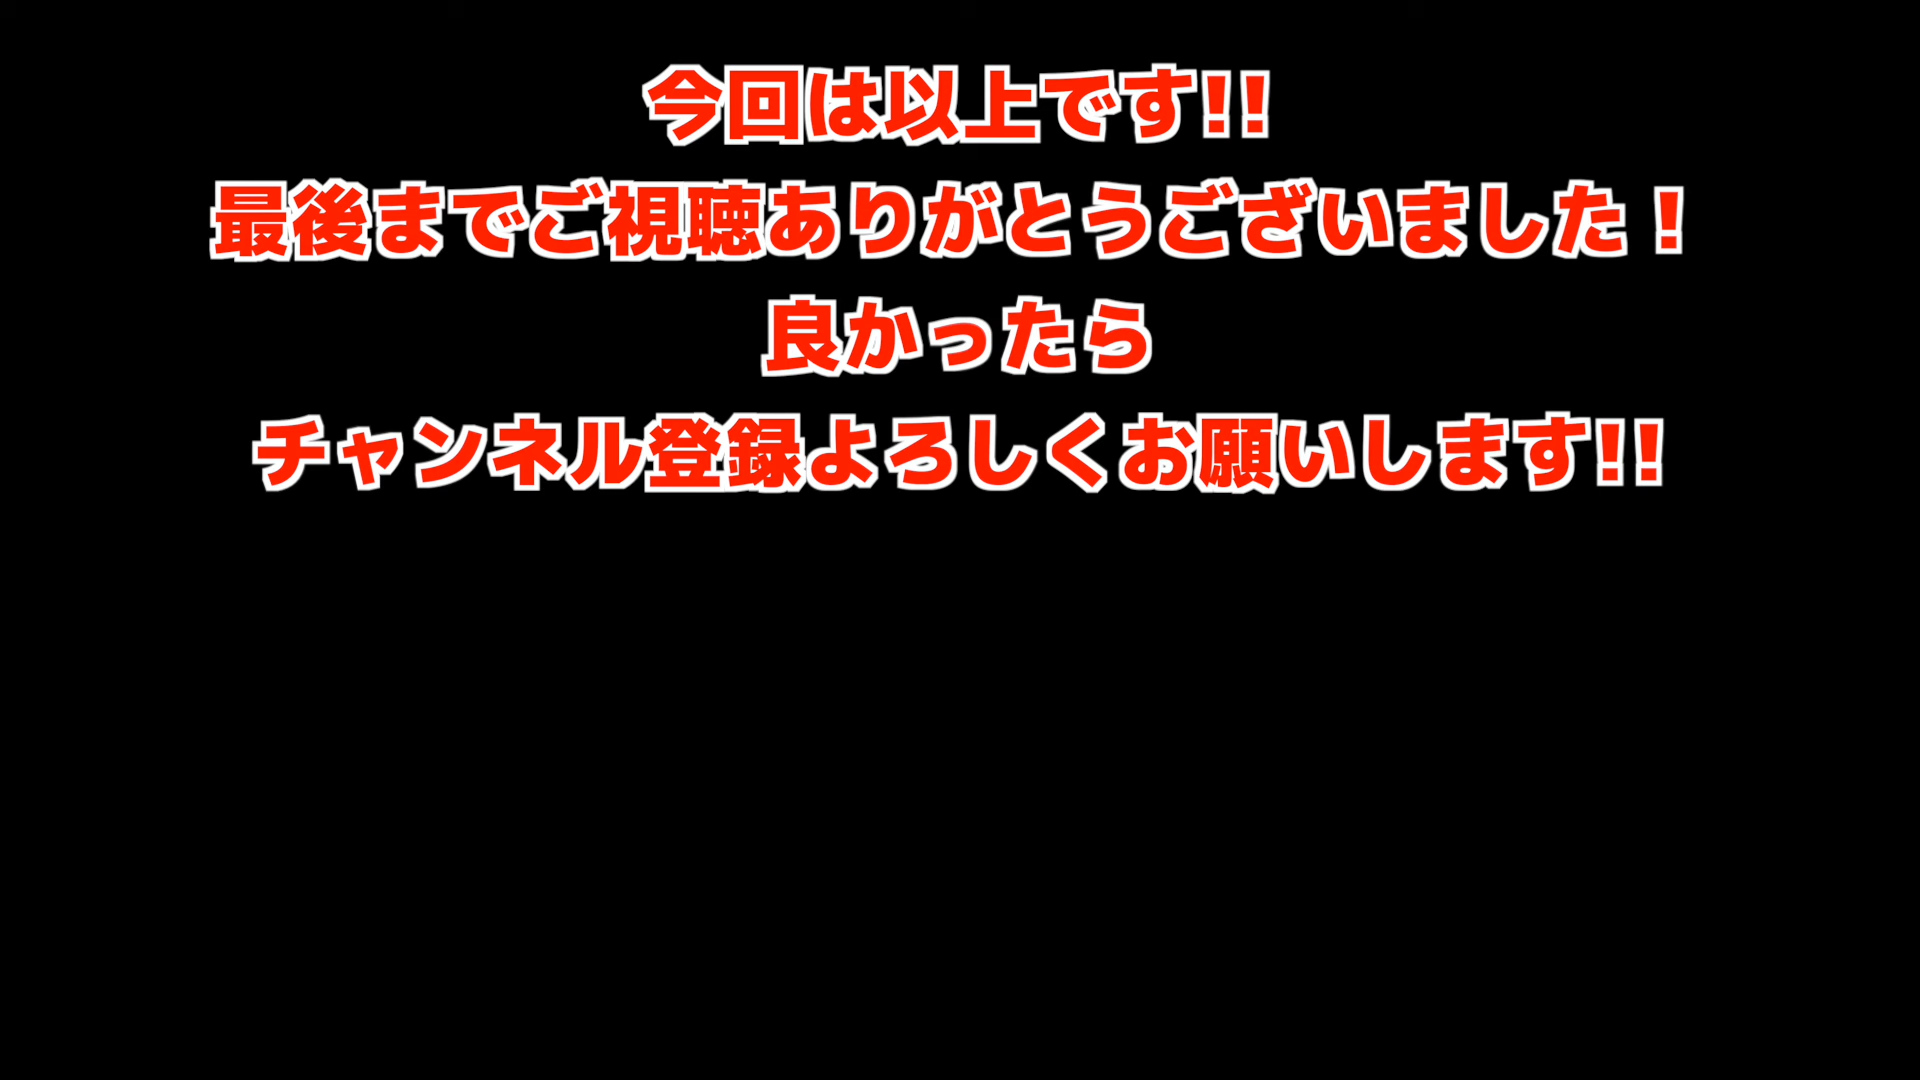 今回は以上です!!
最後までご視聴ありがとうございました！
良かったら
チャンネル登録よろしくお願いします!!